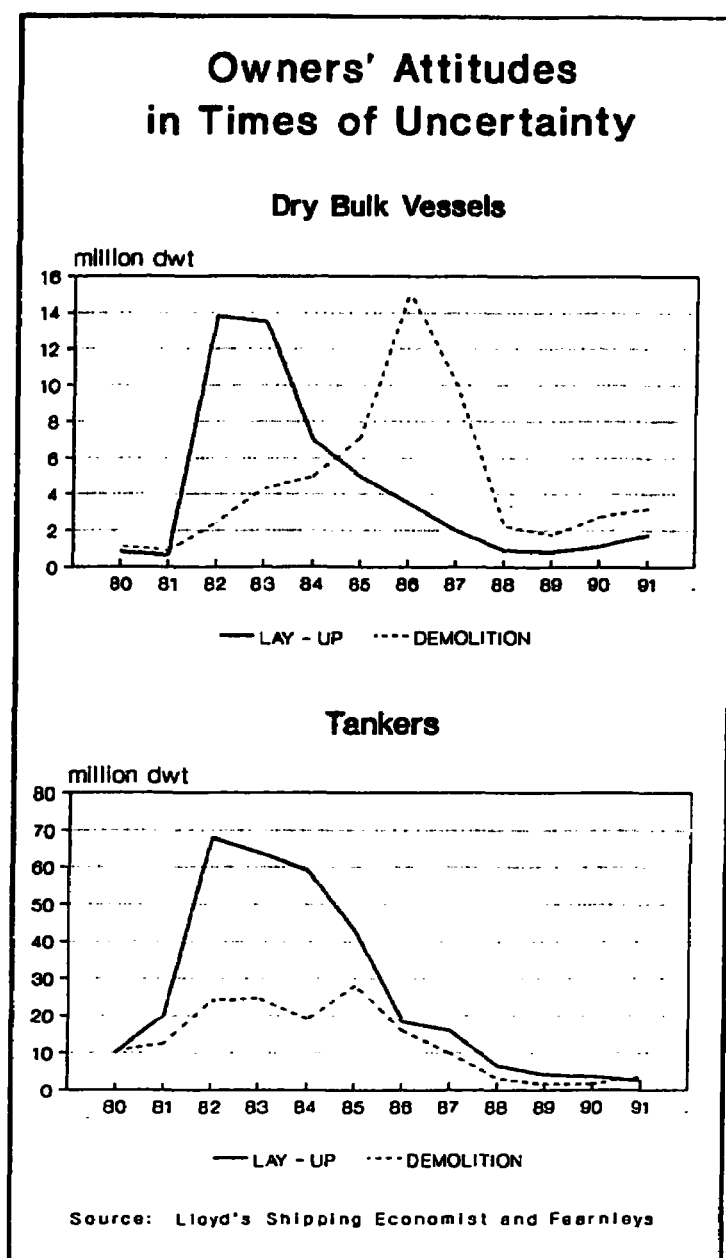 Owners' Attitudes
in Times of Uncertainty
Dry Bulk Vessels
million dwt
16
14
12
10
8
6
4
2
0
80 81 82 83 84 85 86 87 88 89 90 91
LAY - UP DEMOLITION
Tankers
million dwt
80
70
60
50
40
30
20
10
0
80 81 82 83 84 85 86 87 88 89 90 91
LAY - UP DEMOLITION
Source: Lloyd's Shipping Economist and Fearnleys